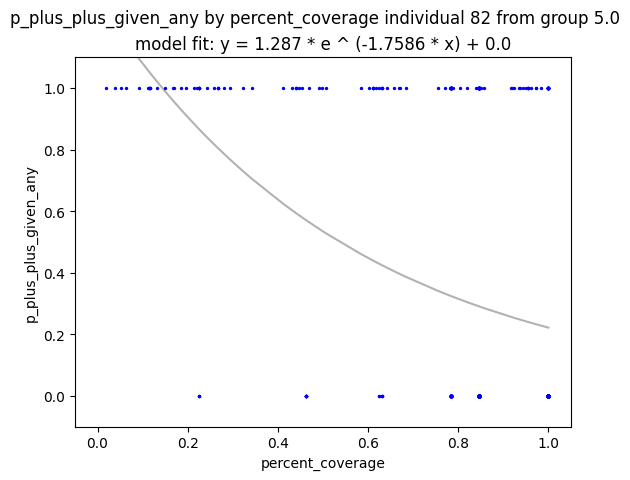 p_plus_plus_given_any by percent_coverage individual 82 from group 5.0
model fit: y = 1.287 * e ^ (-1.7586 * x) + 0.0
1.0
0.8
0.6
0.4
0.2
0.0
p_plus_plus_given_any
0.0 0.2 0.4 0.6 0.8 1.0
percent_coverage